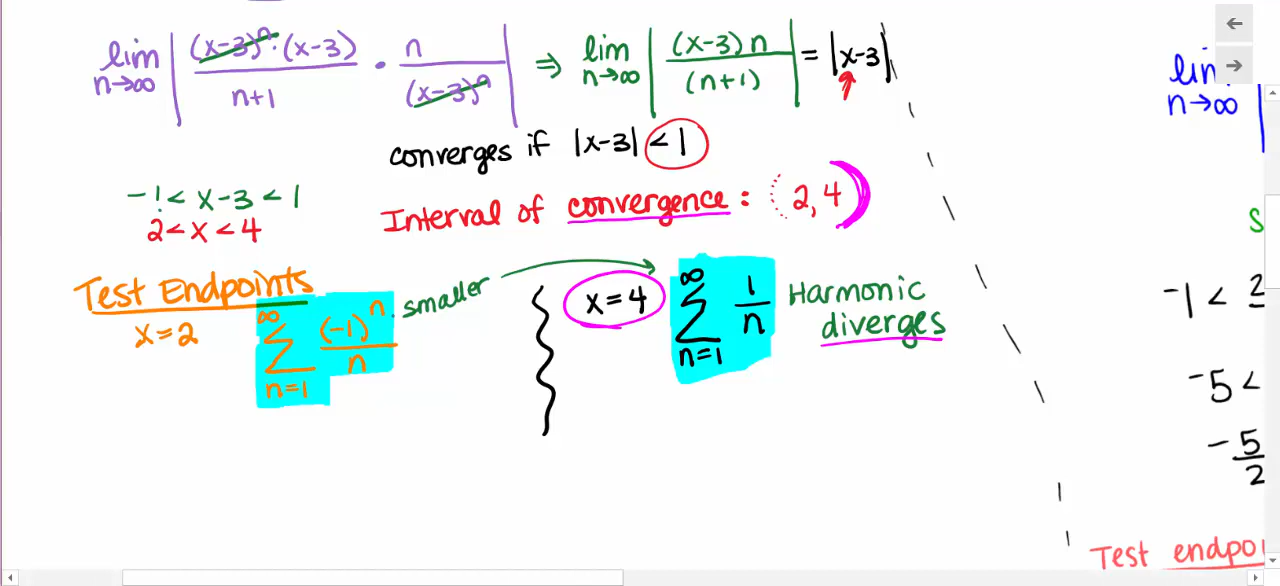 lim n→∞ | (x-3)ⁿ·(x-3) / n+1 · n / (x-3)ⁿ | ⇒ lim n→∞ | (x-3)n / (n+1) | = |x-3|
converges if |x-3| < 1
-1 < x-3 < 1
2 < x < 4
Interval of convergence: (2,4)
Test Endpoints
x=2
∞ Σ n=1 (-1)ⁿ / n
smaller
x=4
∞ Σ n=1 1/n
Harmonic
diverges
lim n→∞ |
S
-1 < 2
-5 <
-5/2
Test endpo